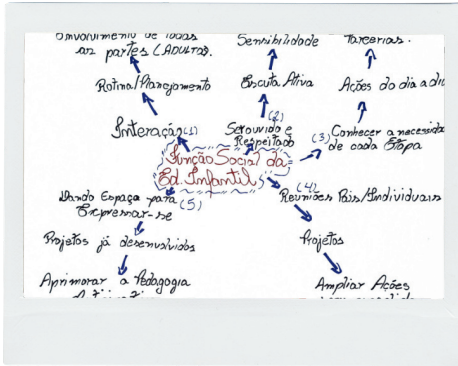 Envolvimento de todas
as partes (ADULTOS).
Rotina/Planejamento
Interação (1)
Sensibilidade
Escuta Ativa
(2)
Ser ouvido e
Respeitado
Parcerias.
Ações do dia a dia
(3) Conhecer a necessida
de cada Etapa
Função Social da
Ed. Infantil
(4)
Reuniões Pais/Individuais
Projetos
Ampliar Ações
(5)
Dando Espaço para
Expressar-se
Projetos já desenvolvidos
Aprimorar a Pedagogia